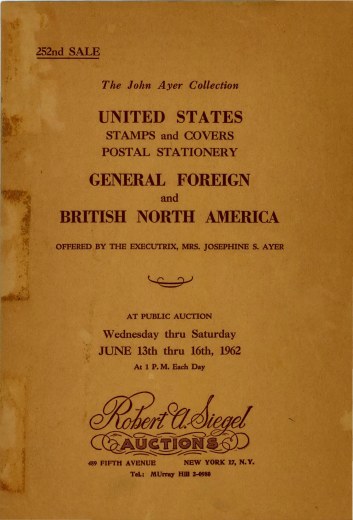 252nd SALE
The John Ayer Collection
UNITED STATES
STAMPS and COVERS
POSTAL STATIONERY
GENERAL FOREIGN
and
BRITISH NORTH AMERICA
OFFERED BY THE EXECUTRIX, MRS. JOSEPHINE S. AYER
AT PUBLIC AUCTION
Wednesday thru Saturday
JUNE 13th thru 16th, 1962
At 1 P. M. Each Day
Robert A. Siegel
AUCTIONS
489 FIFTH AVENUE NEW YORK 17, N. Y.
Tel.: MUrray Hill 2-0980